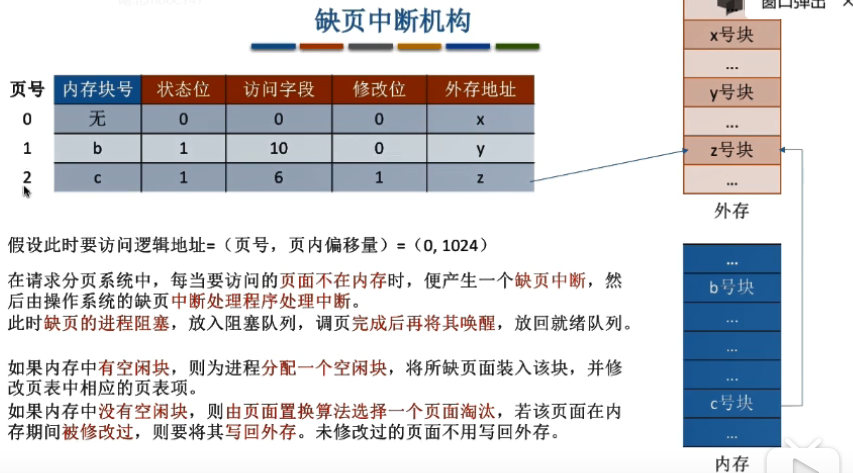 缺页中断机构
窗口弹出
页号 内存块号 状态位 访问字段 修改位 外存地址
0 无 0 0 0 x
1 b 1 10 0 y
2 c 1 6 1 z
x号块
...
y号块
...
z号块
...
外存
假设此时要访问逻辑地址=（页号，页内偏移量）=（0, 1024）
在请求分页系统中，每当要访问的页面不在内存时，便产生一个缺页中断，然
后由操作系统的缺页中断处理程序处理中断。
此时缺页的进程阻塞，放入阻塞队列，调页完成后再将其唤醒，放回就绪队列。
如果内存中有空闲块，则为进程分配一个空闲块，将所缺页面装入该块，并修
改页表中相应的页表项。
如果内存中没有空闲块，则由页面置换算法选择一个页面淘汰，若该页面在内
存期间被修改过，则要将其写回外存。未修改过的页面不用写回外存。
...
b号块
...
...
...
c号块
...
内存